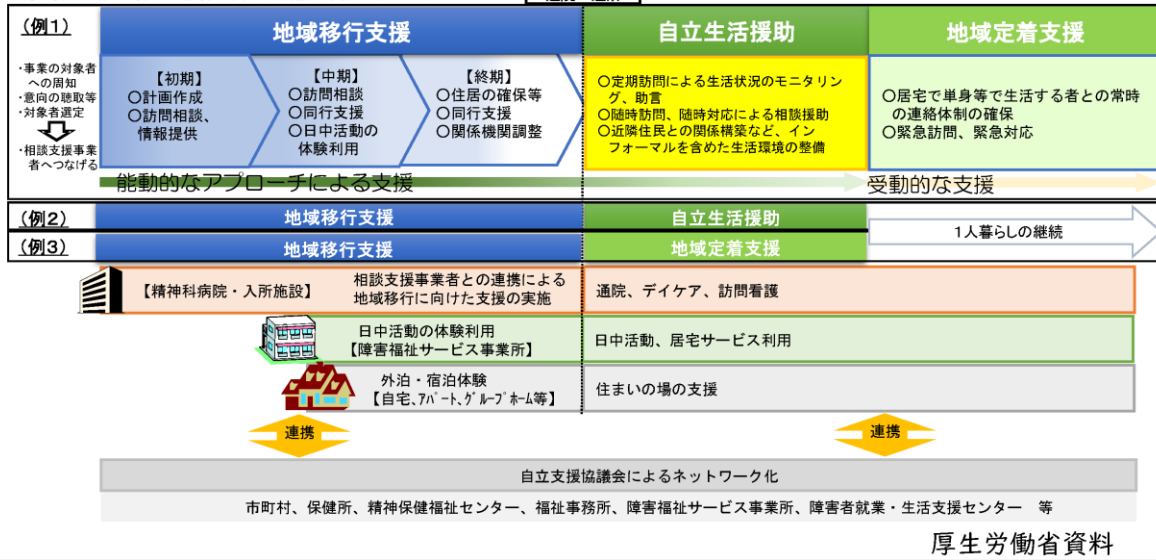 (例1)
地域移行支援
自立生活援助
地域定着支援
・事業の対象者
への周知
・意向の聴取等
・対象者選定
・相談支援事業
者へつなげる
【初期】
○計画作成
○訪問相談、
情報提供
【中期】
○訪問相談
○同行支援
○日中活動の
体験利用
【終期】
○住居の確保等
○同行支援
○関係機関調整
○定期訪問による生活状況のモニタリン
グ、助言
○随時訪問、随時対応による相談援助
○近隣住民との関係構築など、イン
フォーマルを含めた生活環境の整備
○居宅で単身等で生活する者との常時
の連絡体制の確保
○緊急訪問、緊急対応
能動的なアプローチによる支援
受動的な支援
(例2)
地域移行支援
自立生活援助
1人暮らしの継続
(例3)
地域移行支援
地域定着支援
【精神科病院・入所施設】
相談支援事業者との連携による
地域移行に向けた支援の実施
通院、デイケア、訪問看護
日中活動の体験利用
【障害福祉サービス事業所】
日中活動、居宅サービス利用
外泊・宿泊体験
【自宅、アパート、グループホーム等】
住まいの場の支援
連携
連携
自立支援協議会によるネットワーク化
市町村、保健所、精神保健福祉センター、福祉事務所、障害福祉サービス事業所、障害者就業・生活支援センター 等
厚生労働省資料